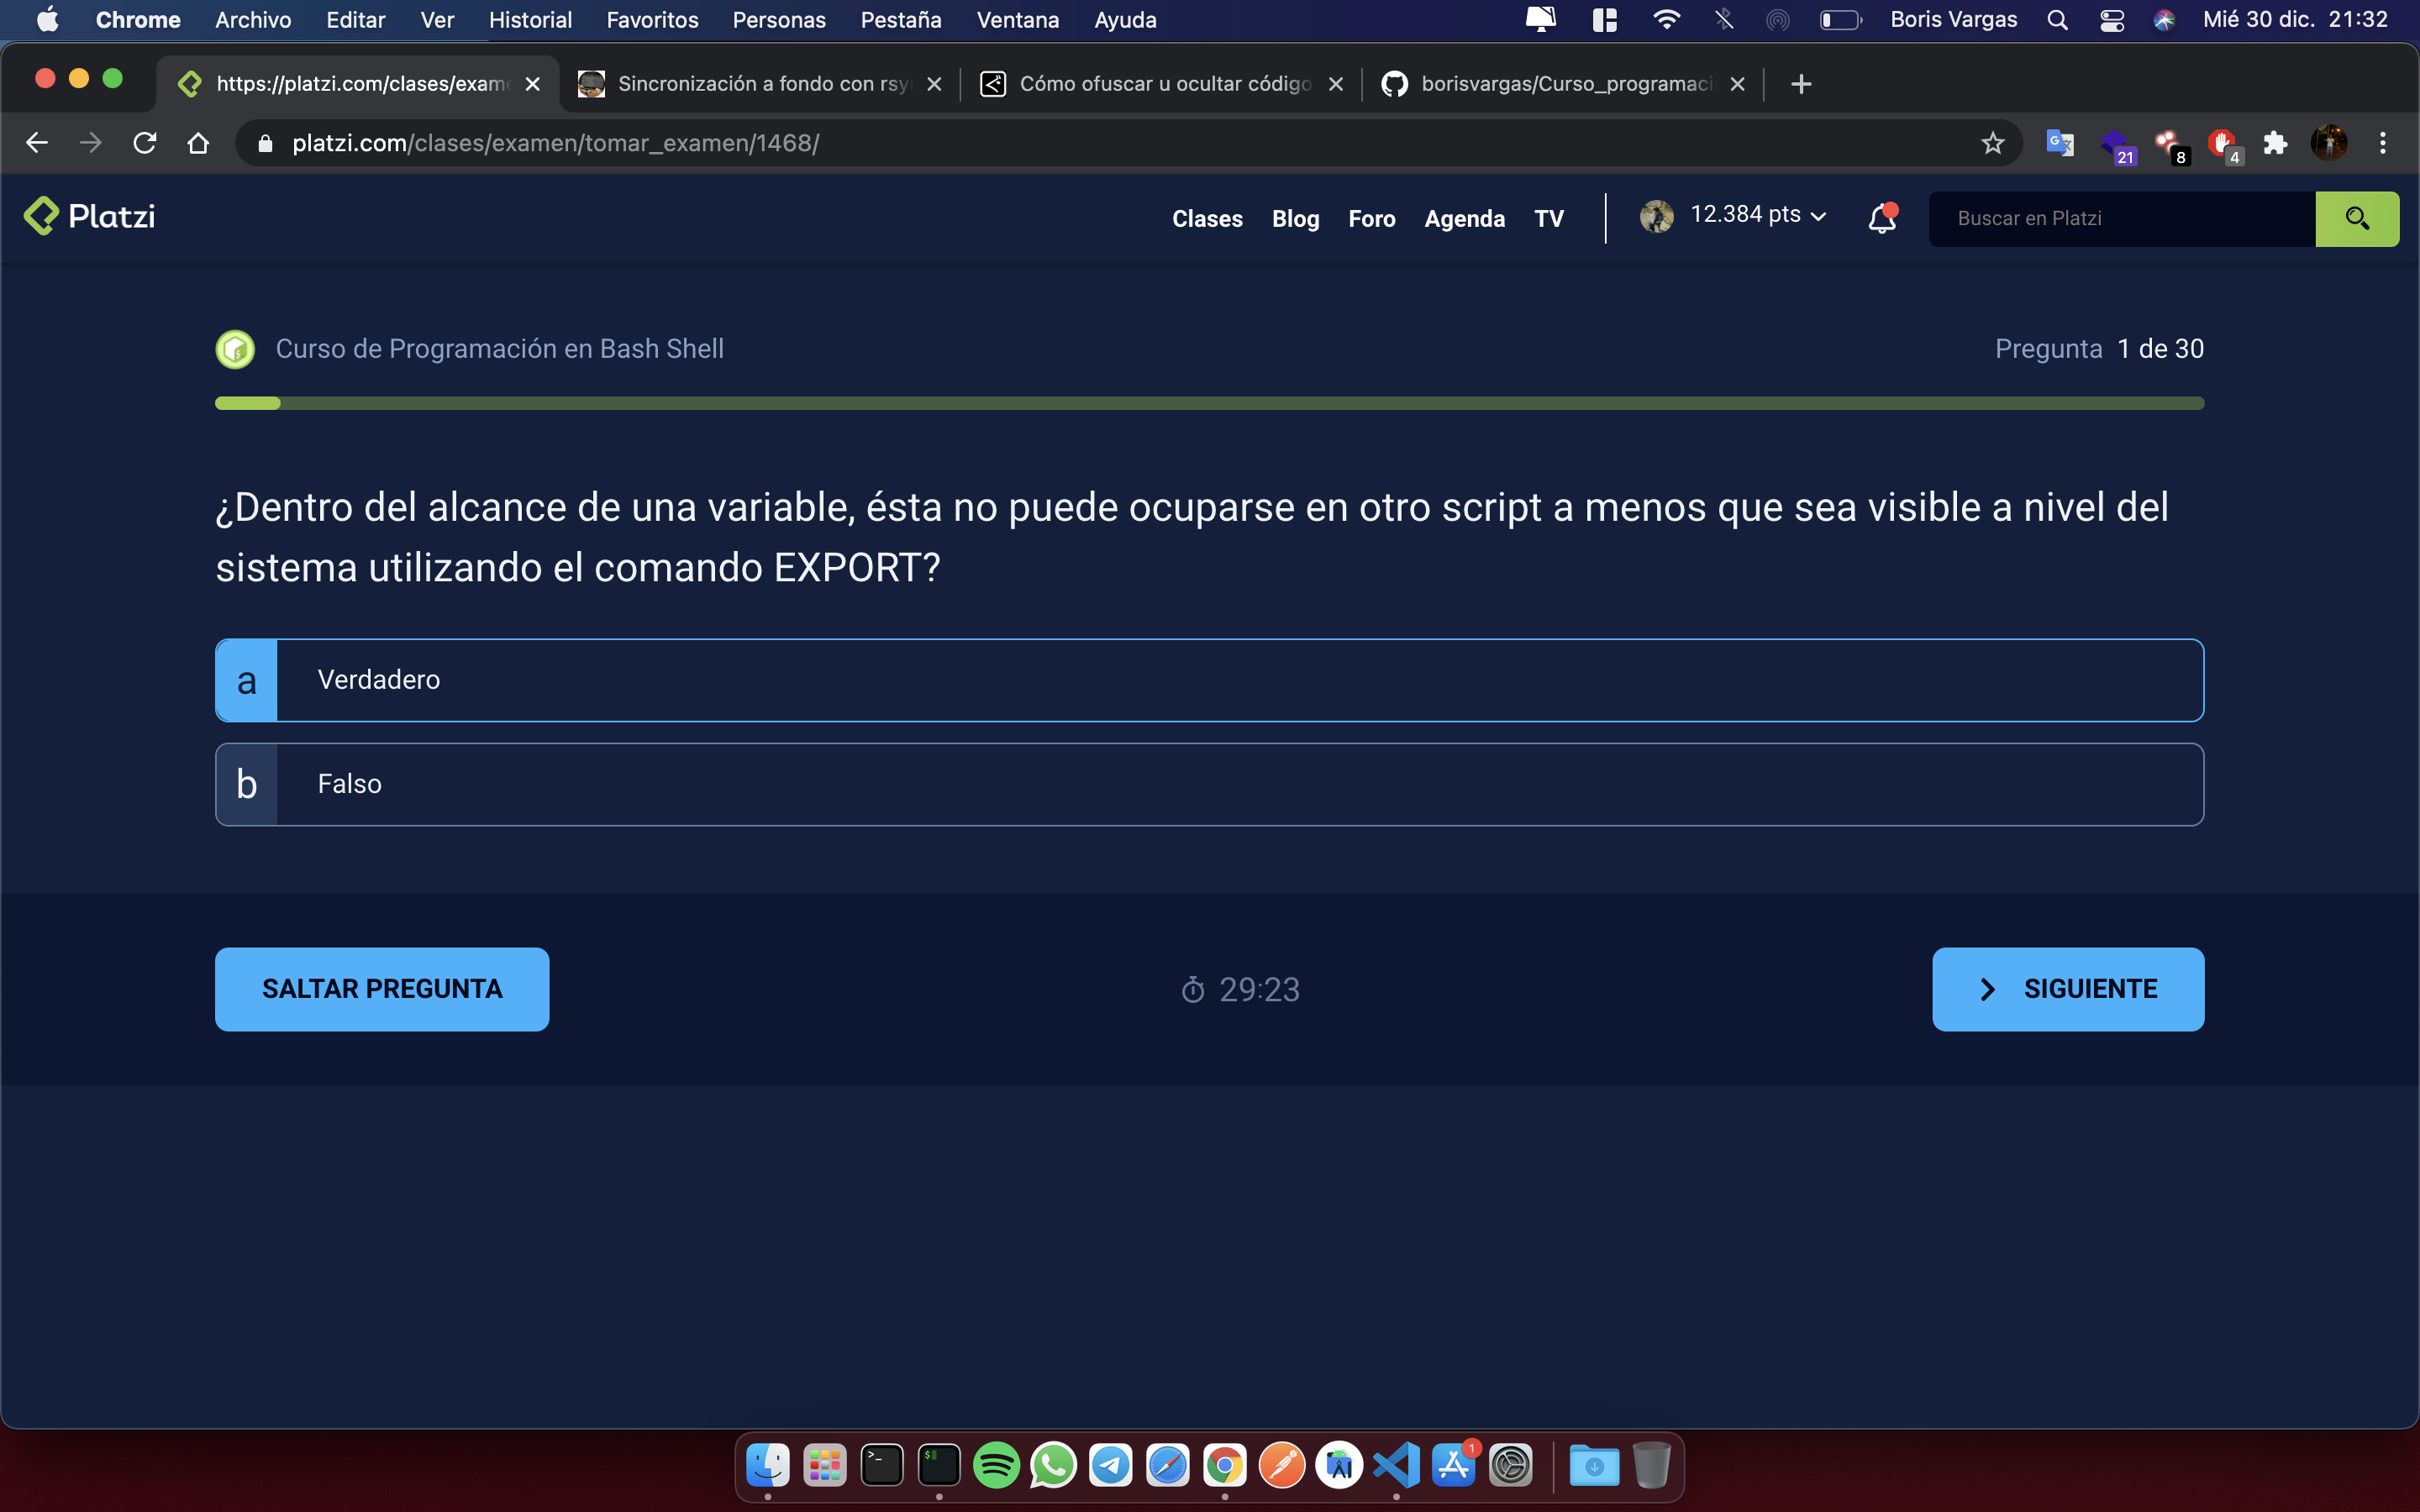 Chrome Archivo Editar Ver Historial Favoritos Personas Pestaña Ventana Ayuda Boris Vargas Mié 30 dic. 21:32
https://platzi.com/clases/exame Sincronización a fondo con rsy Cómo ofuscar u ocultar código borisvargas/Curso_programaci
platzi.com/clases/examen/tomar_examen/1468/ 21 8 4
Platzi Clases Blog Foro Agenda TV 12.384 pts Buscar en Platzi
Curso de Programación en Bash Shell Pregunta 1 de 30
¿Dentro del alcance de una variable, ésta no puede ocuparse en otro script a menos que sea visible a nivel del
sistema utilizando el comando EXPORT?
a Verdadero
b Falso
SALTAR PREGUNTA 29:23 SIGUIENTE
1